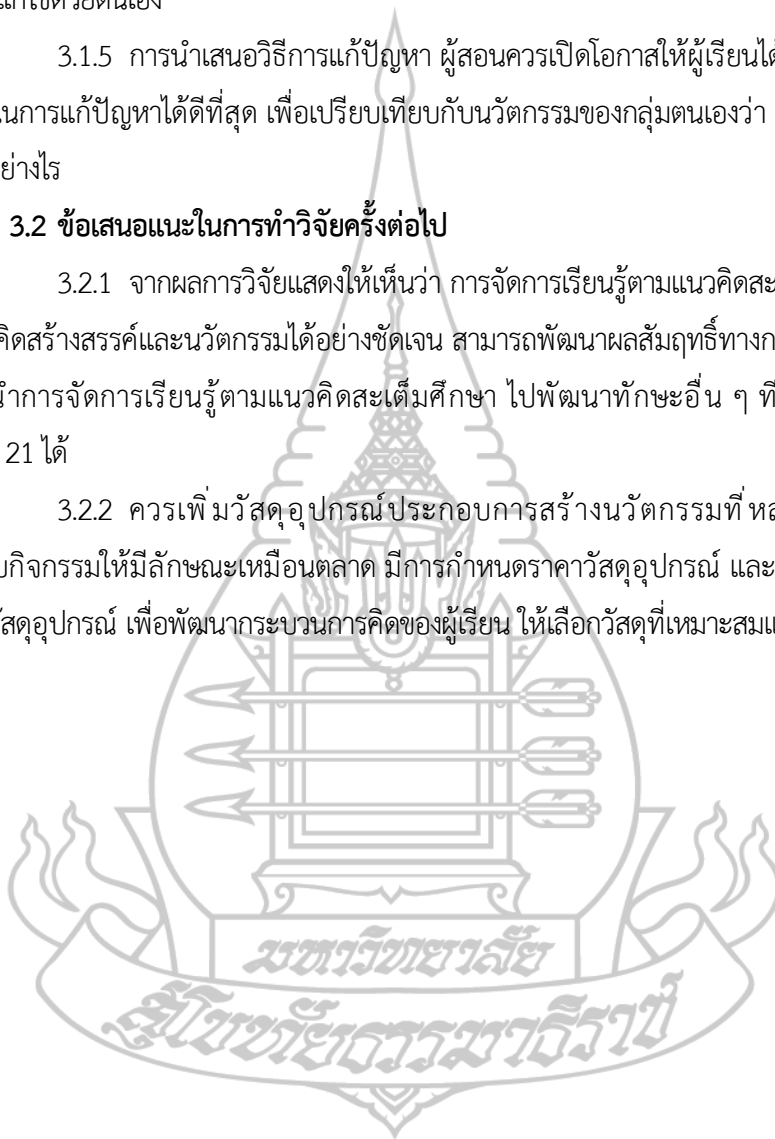 แก้ไขด้วยตนเอง
3.1.5 การนำเสนอวิธีการแก้ปัญหา ผู้สอนควรเปิดโอกาสให้ผู้เรียนได้
ในการแก้ปัญหาได้ดีที่สุด เพื่อเปรียบเทียบกับนวัตกรรมของกลุ่มตนเองว่า
ย่างไร
3.2 ข้อเสนอแนะในการทำวิจัยครั้งต่อไป
3.2.1 จากผลการวิจัยแสดงให้เห็นว่า การจัดการเรียนรู้ตามแนวคิดสะ
คิดสร้างสรรค์และนวัตกรรมได้อย่างชัดเจน สามารถพัฒนาผลสัมฤทธิ์ทางก
นำการจัดการเรียนรู้ตามแนวคิดสะเต็มศึกษา ไปพัฒนาทักษะอื่น ๆ ที
21 ได้
3.2.2 ควรเพิ่มวัสดุอุปกรณ์ประกอบการสร้างนวัตกรรมที่หล
บกิจกรรมให้มีลักษณะเหมือนตลาด มีการกำหนดราคาวัสดุอุปกรณ์ และ
วัสดุอุปกรณ์ เพื่อพัฒนากระบวนการคิดของผู้เรียน ให้เลือกวัสดุที่เหมาะสมแ
มหาวิทยาลัย
สุโขทัยธรรมาธิราช